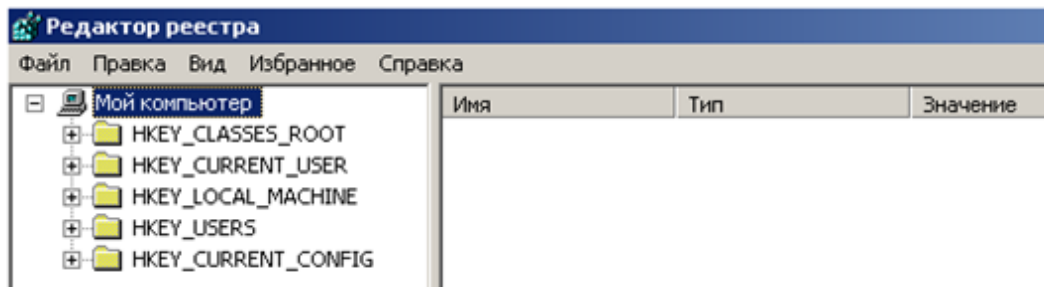 Редактор реестра
Файл Правка Вид Избранное Справка
Мой компьютер
HKEY_CLASSES_ROOT
HKEY_CURRENT_USER
HKEY_LOCAL_MACHINE
HKEY_USERS
HKEY_CURRENT_CONFIG
Имя Тип Значение